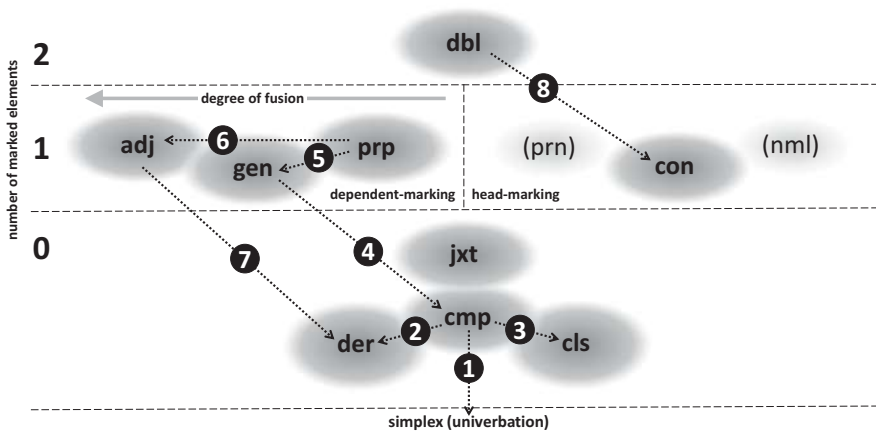 number of marked elements
2
dbl
8
degree of fusion
1
adj
6
prp
5
gen
(prn)
(nml)
con
dependent-marking
head-marking
0
7
4
jxt
cmp
2
3
der
cls
1
simplex (univerbation)